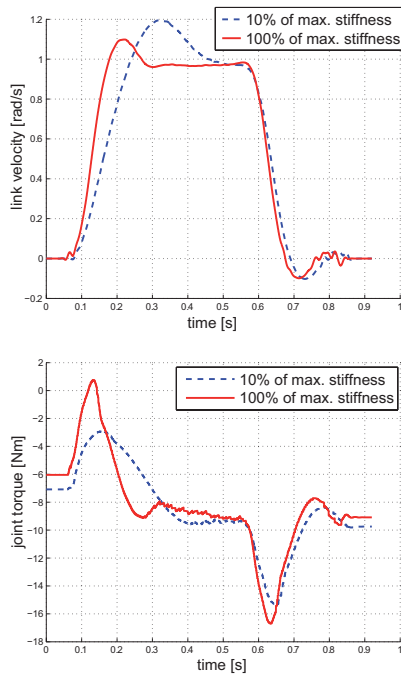 1.2
1
0.8
0.6
0.4
0.2
0
−0.2
link velocity [rad/s]
10% of max. stiffness
100% of max. stiffness
0 0.1 0.2 0.3 0.4 0.5 0.6 0.7 0.8 0.9 1
time [s]
2
0
−2
−4
−6
−8
−10
−12
−14
−16
−18
joint torque [Nm]
10% of max. stiffness
100% of max. stiffness
0 0.1 0.2 0.3 0.4 0.5 0.6 0.7 0.8 0.9 1
time [s]